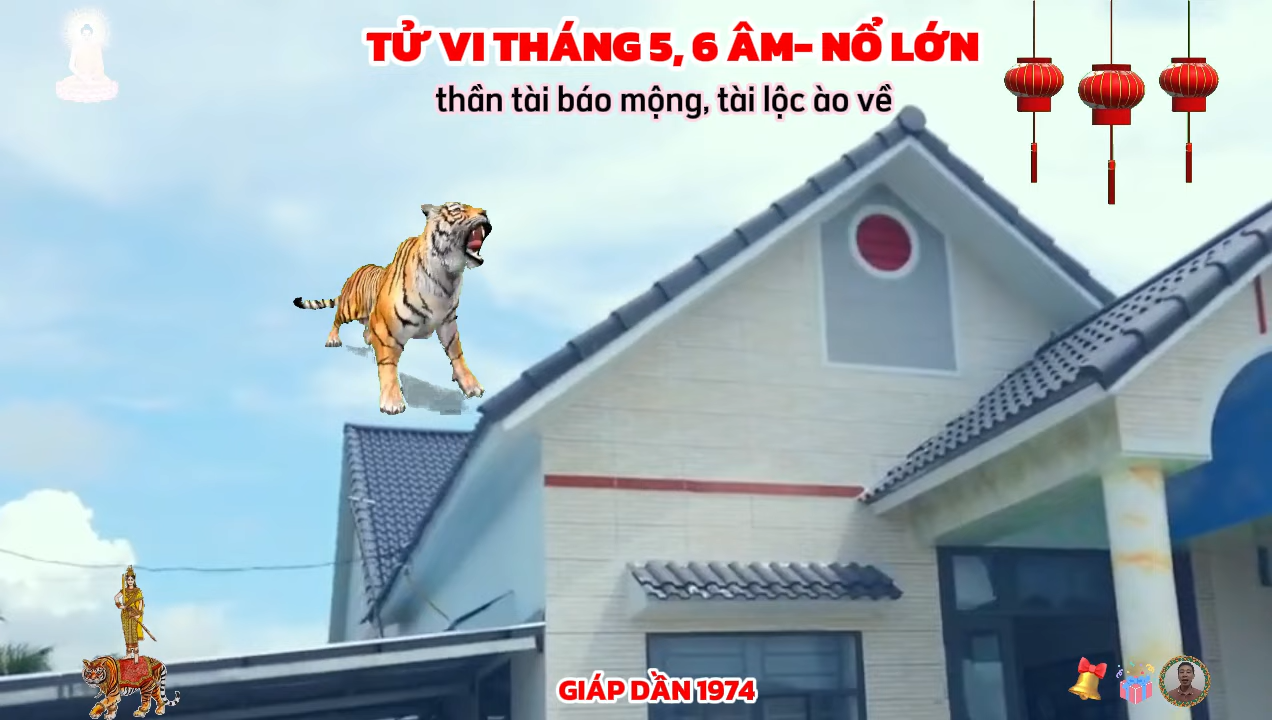 TỬ VI THÁNG 5, 6 ÂM- NỔ LỚN
thần tài báo mộng, tài lộc ào về
GIÁP DẦN 1974